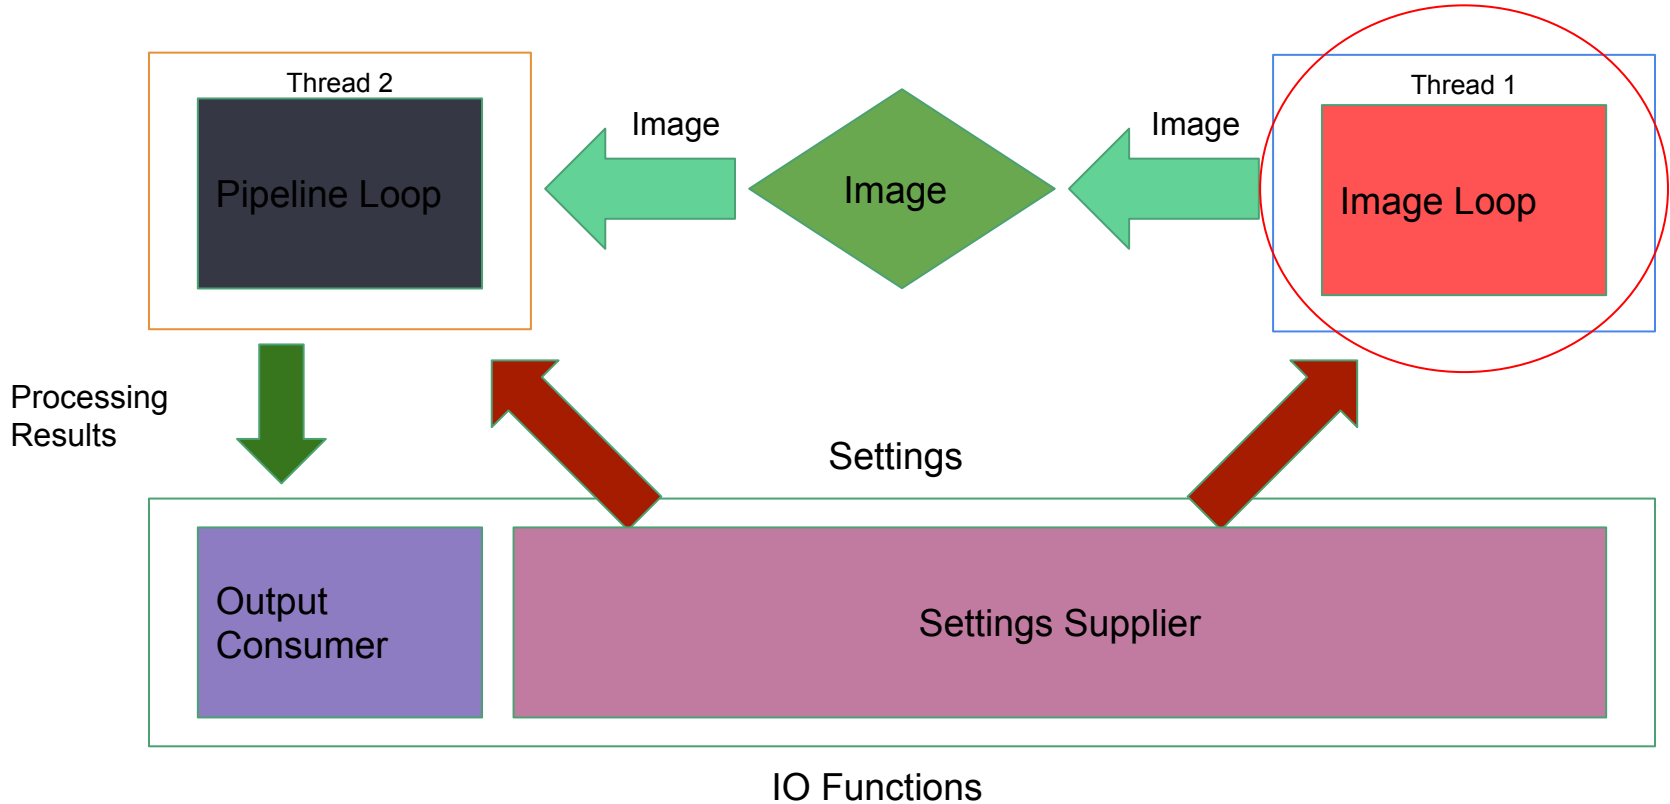 Thread 2
Thread 1
Image
Image
Pipeline Loop
Image
Image Loop
Processing
Results
Settings
Output
Consumer
Settings Supplier
IO Functions